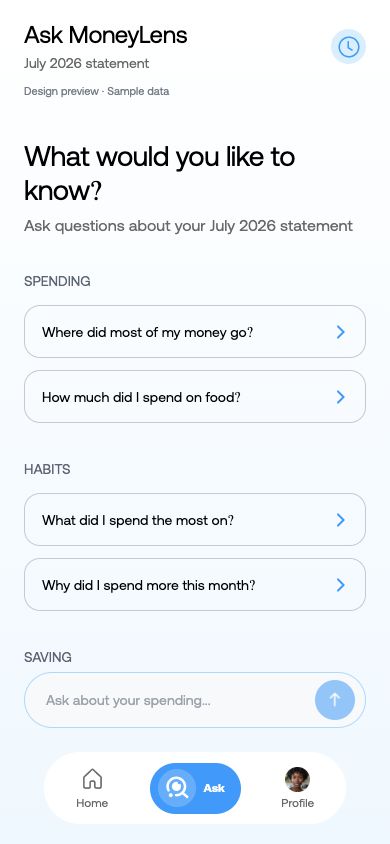 Ask MoneyLens
July 2026 statement
Design preview · Sample data
What would you like to
know?
Ask questions about your July 2026 statement
SPENDING
Where did most of my money go?
How much did I spend on food?
HABITS
What did I spend the most on?
Why did I spend more this month?
SAVING
Ask about your spending...
Home
Ask
Profile